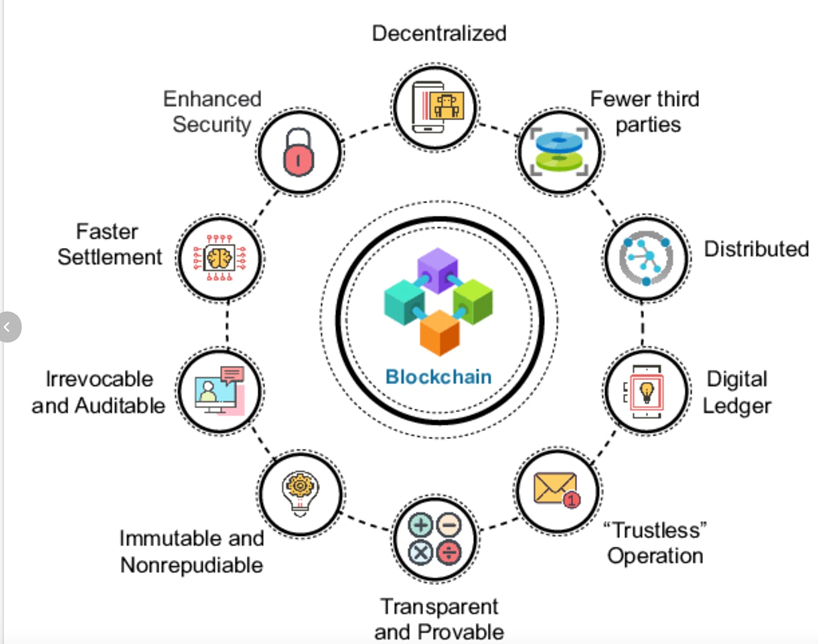 Decentralized
Enhanced
Security
Fewer third
parties
Faster
Settlement
Distributed
Blockchain
Irrevocable
and Auditable
Digital
Ledger
Immutable and
Nonrepudiable
“Trustless”
Operation
1
Transparent
and Provable